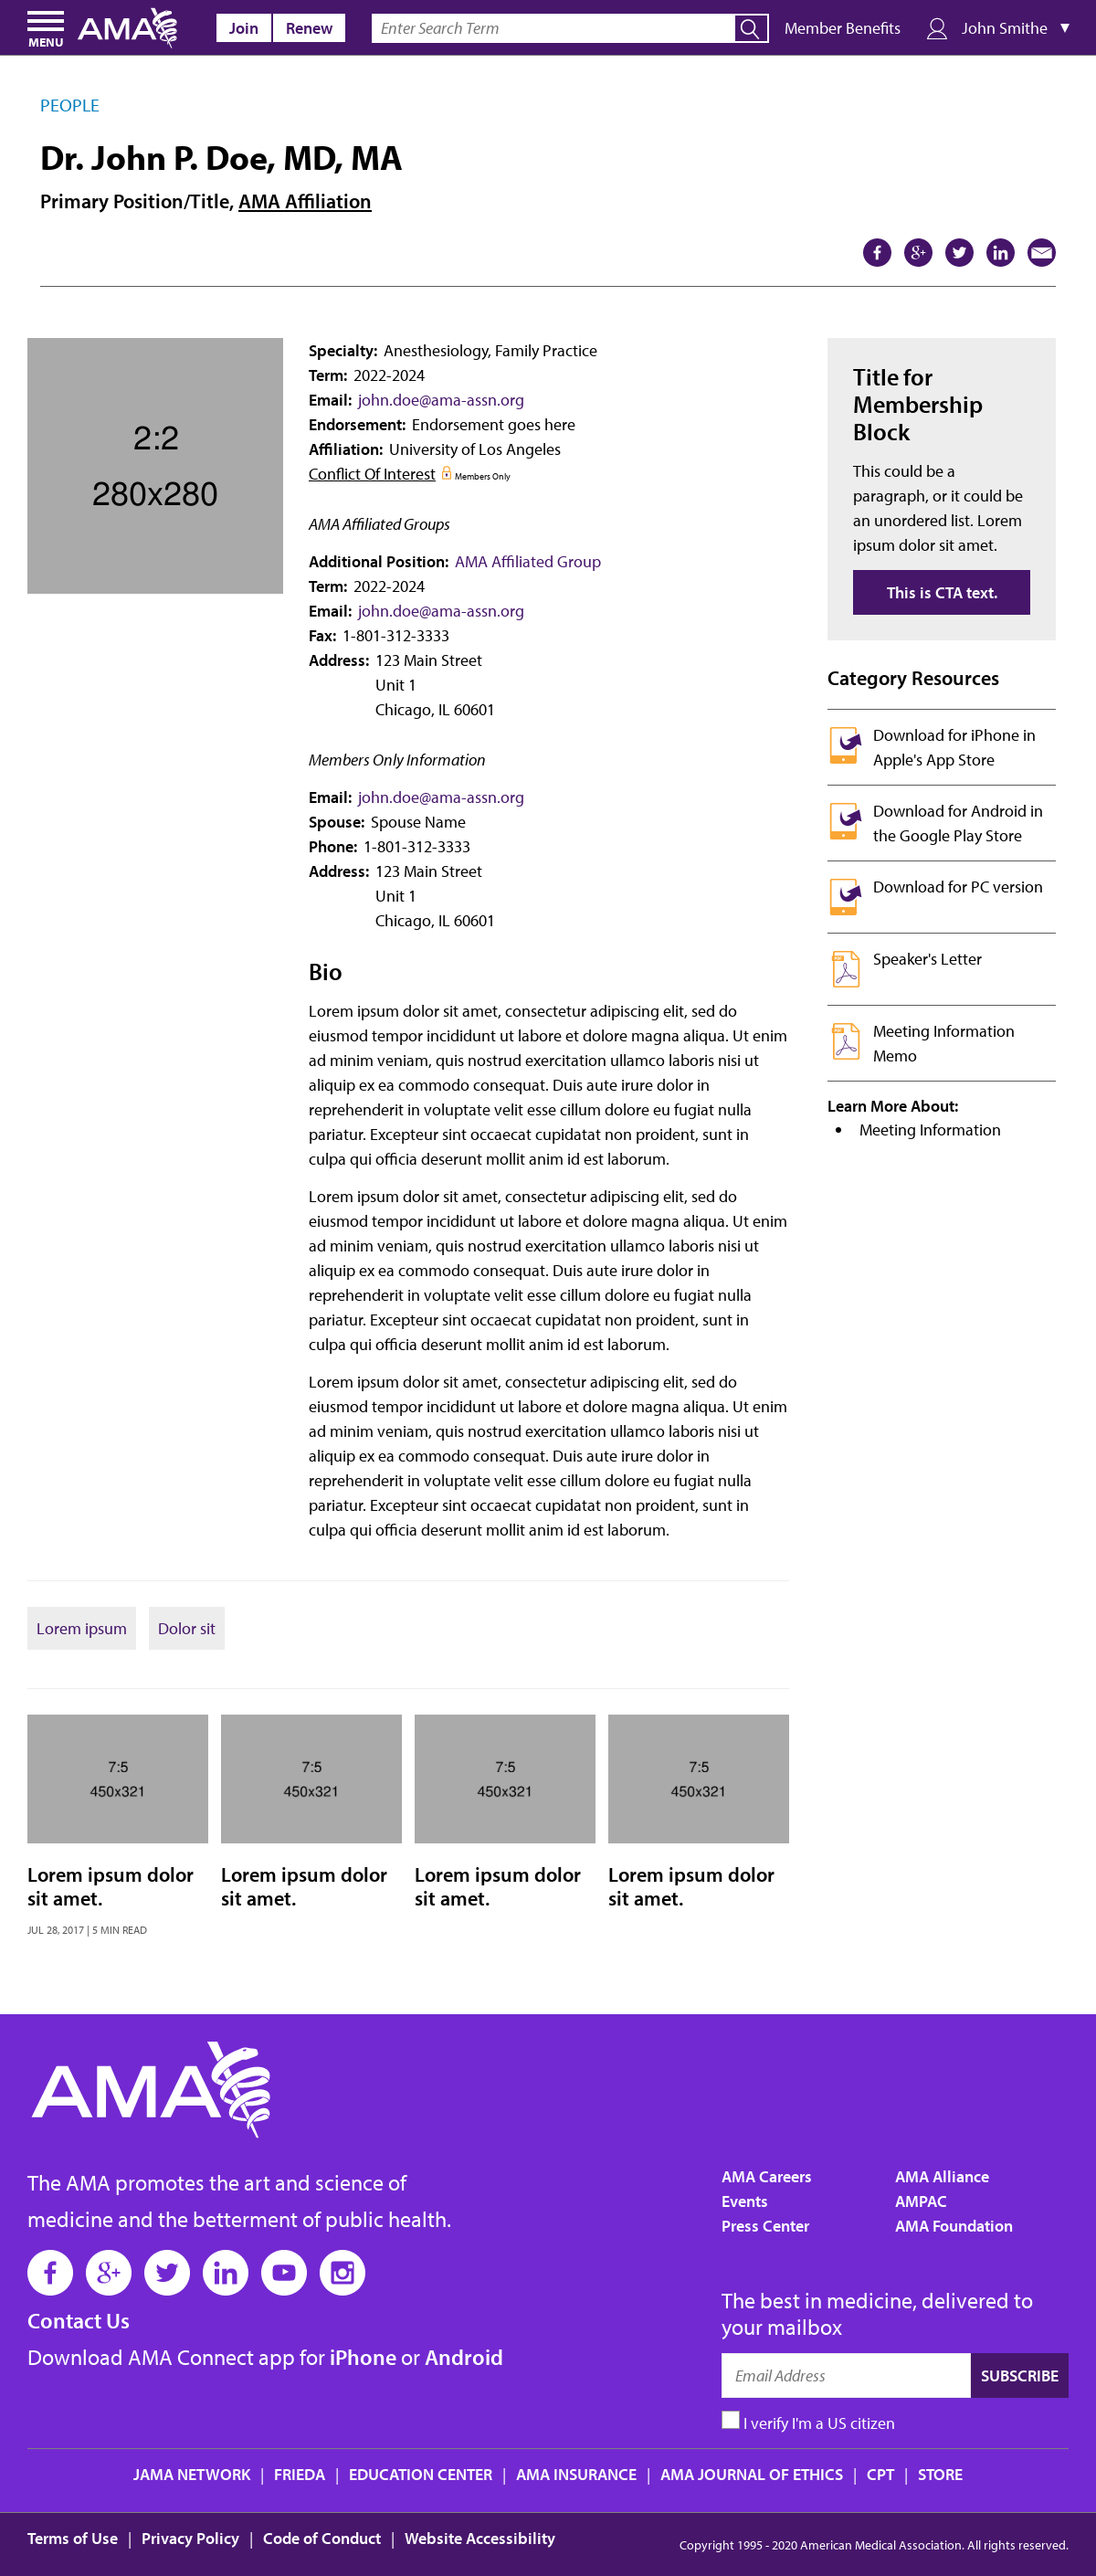 MENU
AMA
Join
Renew
Enter Search Term
Member Benefits
John Smithe ▼
PEOPLE
Dr. John P. Doe, MD, MA
Primary Position/Title, AMA Affiliation
2:2
280x280
Specialty: Anesthesiology, Family Practice
Term: 2022-2024
Email: john.doe@ama-assn.org
Endorsement: Endorsement goes here
Affiliation: University of Los Angeles
Conflict Of Interest Members Only
AMA Affiliated Groups
Additional Position: AMA Affiliated Group
Term: 2022-2024
Email: john.doe@ama-assn.org
Fax: 1-801-312-3333
Address: 123 Main Street
Unit 1
Chicago, IL 60601
Members Only Information
Email: john.doe@ama-assn.org
Spouse: Spouse Name
Phone: 1-801-312-3333
Address: 123 Main Street
Unit 1
Chicago, IL 60601
Bio
Lorem ipsum dolor sit amet, consectetur adipiscing elit, sed do
eiusmod tempor incididunt ut labore et dolore magna aliqua. Ut enim
ad minim veniam, quis nostrud exercitation ullamco laboris nisi ut
aliquip ex ea commodo consequat. Duis aute irure dolor in
reprehenderit in voluptate velit esse cillum dolore eu fugiat nulla
pariatur. Excepteur sint occaecat cupidatat non proident, sunt in
culpa qui officia deserunt mollit anim id est laborum.
Lorem ipsum dolor sit amet, consectetur adipiscing elit, sed do
eiusmod tempor incididunt ut labore et dolore magna aliqua. Ut enim
ad minim veniam, quis nostrud exercitation ullamco laboris nisi ut
aliquip ex ea commodo consequat. Duis aute irure dolor in
reprehenderit in voluptate velit esse cillum dolore eu fugiat nulla
pariatur. Excepteur sint occaecat cupidatat non proident, sunt in
culpa qui officia deserunt mollit anim id est laborum.
Lorem ipsum dolor sit amet, consectetur adipiscing elit, sed do
eiusmod tempor incididunt ut labore et dolore magna aliqua. Ut enim
ad minim veniam, quis nostrud exercitation ullamco laboris nisi ut
aliquip ex ea commodo consequat. Duis aute irure dolor in
reprehenderit in voluptate velit esse cillum dolore eu fugiat nulla
pariatur. Excepteur sint occaecat cupidatat non proident, sunt in
culpa qui officia deserunt mollit anim id est laborum.
Title for
Membership
Block
This could be a
paragraph, or it could be
an unordered list. Lorem
ipsum dolor sit amet.
This is CTA text.
Category Resources
Download for iPhone in
Apple's App Store
Download for Android in
the Google Play Store
Download for PC version
Speaker's Letter
Meeting Information
Memo
Learn More About:
• Meeting Information
Lorem ipsum
Dolor sit
7:5
450x321
Lorem ipsum dolor
sit amet.
JUL 28, 2017 | 5 MIN READ
7:5
450x321
Lorem ipsum dolor
sit amet.
7:5
450x321
Lorem ipsum dolor
sit amet.
7:5
450x321
Lorem ipsum dolor
sit amet.
AMA
The AMA promotes the art and science of
medicine and the betterment of public health.
Contact Us
Download AMA Connect app for iPhone or Android
AMA Careers
Events
Press Center
AMA Alliance
AMPAC
AMA Foundation
The best in medicine, delivered to
your mailbox
Email Address
SUBSCRIBE
I verify I'm a US citizen
JAMA NETWORK | FRIEDA | EDUCATION CENTER | AMA INSURANCE | AMA JOURNAL OF ETHICS | CPT | STORE
Terms of Use | Privacy Policy | Code of Conduct | Website Accessibility
Copyright 1995 - 2020 American Medical Association. All rights reserved.